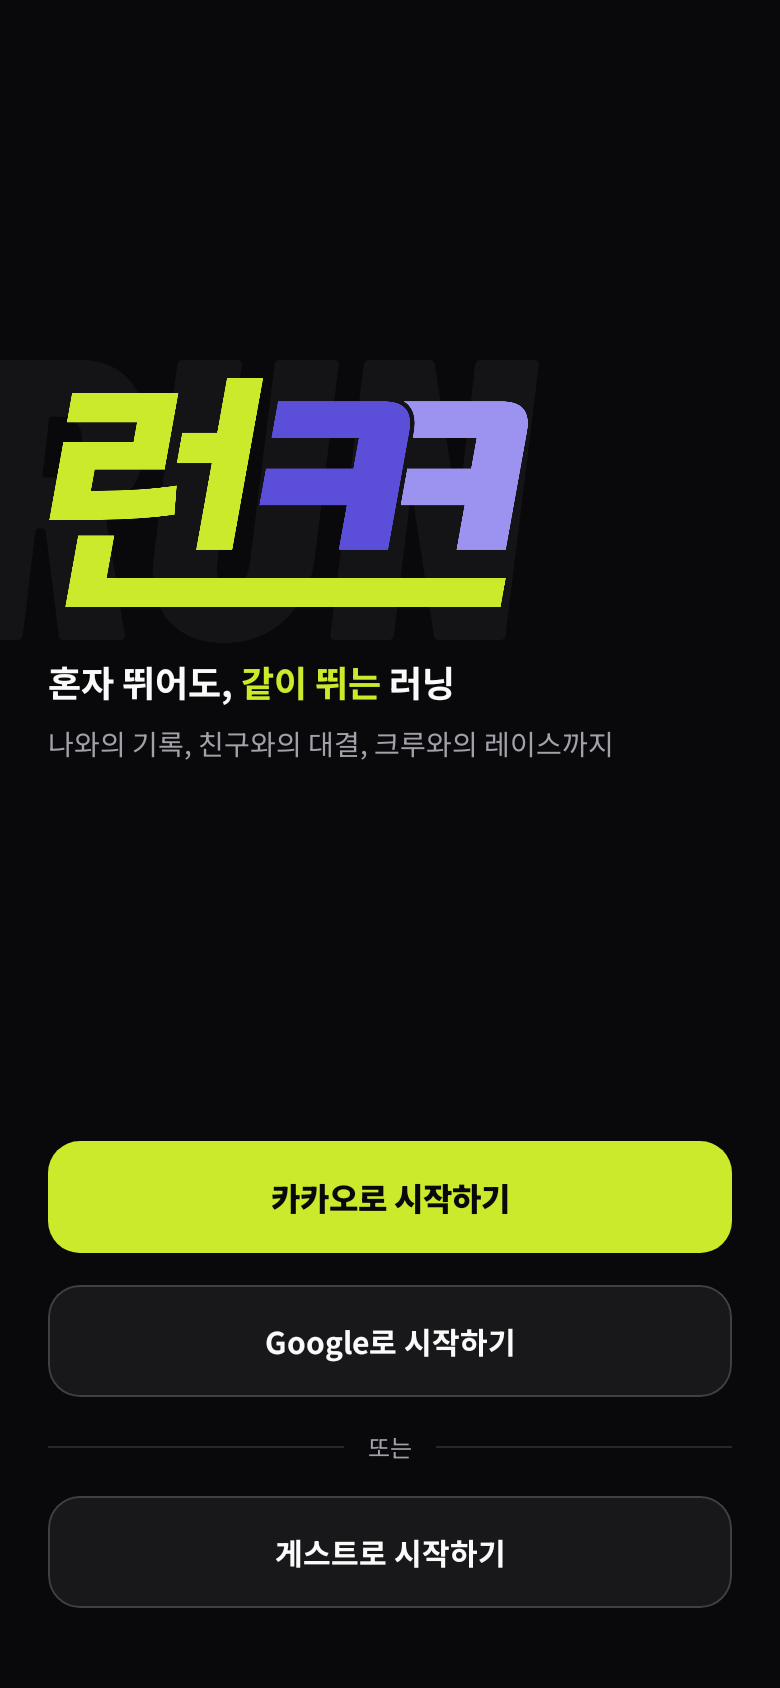 RUN
런ㅋㅋ
혼자 뛰어도, 같이 뛰는 러닝
나와의 기록, 친구와의 대결, 크루와의 레이스까지
카카오로 시작하기
Google로 시작하기
또는
게스트로 시작하기